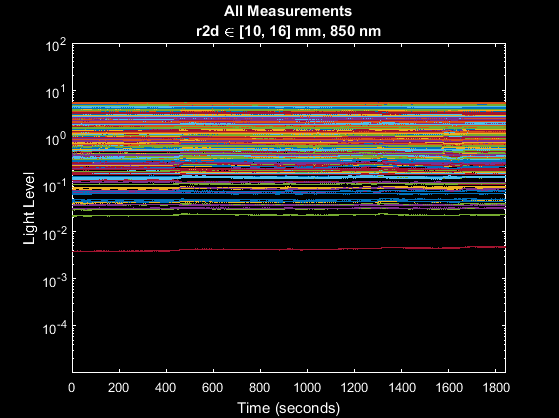 All Measurements
r2d ∈ [10, 16] mm, 850 nm
10^2
10^1
10^0
10^-1
10^-2
10^-3
10^-4
Light Level
0 200 400 600 800 1000 1200 1400 1600 1800
Time (seconds)